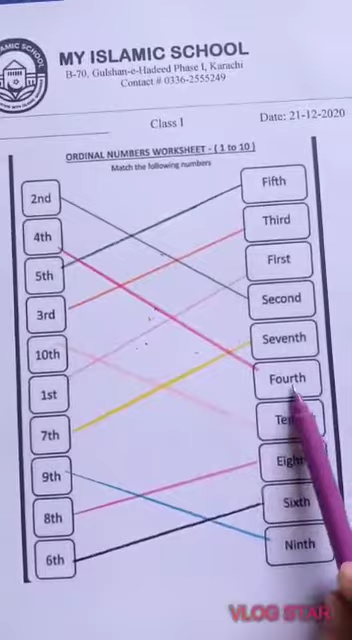 MY ISLAMIC SCHOOL
B-70, Gulshan-e-Hadeed Phase I, Karachi
Contact # 0336-2555249
Class I
Date: 21-12-2020
ORDINAL NUMBERS WORKSHEET - ( 1 to 10 )
Match the following numbers
2nd Fifth
4th Third
5th First
3rd Second
10th Seventh
1st Fourth
7th
9th
8th Sixth
6th Ninth
VLOG STAR